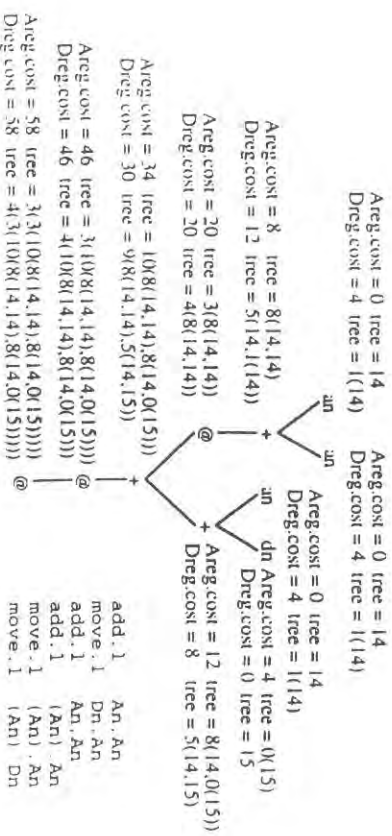 Areg.cost = 0 tree = 14
Dreg.cost = 4 tree = 1(14)
Areg.cost = 0 tree = 14
Dreg.cost = 4 tree = 1(14)
an an
Areg.cost = 0 tree = 14
Dreg.cost = 4 tree = 1(14)
Areg.cost = 8 tree = 8(14,14)
Dreg.cost = 12 tree = 5(14,1(14))
+
an dn
Areg.cost = 4 tree = 0(15)
Dreg.cost = 0 tree = 15
Areg.cost = 20 tree = 3(8(14,14))
Dreg.cost = 20 tree = 4(8(14,14))
@
+
Areg.cost = 12 tree = 8(14,0(15))
Dreg.cost = 8 tree = 5(14,15)
Areg.cost = 34 tree = 10(8(14,14),8(14,0(15)))
Dreg.cost = 30 tree = 9(8(14,14),5(14,15))
+
Areg.cost = 46 tree = 3(10(8(14,14),8(14,0(15))))
Dreg.cost = 46 tree = 4(10(8(14,14),8(14,0(15))))
@
Areg.cost = 58 tree = 3(3(10(8(14,14),8(14,0(15)))))
Dreg.cost = 58 tree = 4(3(10(8(14,14),8(14,0(15)))))
@
add.l An,An
move.l Dn,An
add.l An,An
add.l (An),An
move.l (An),An
move.l (An),Dn